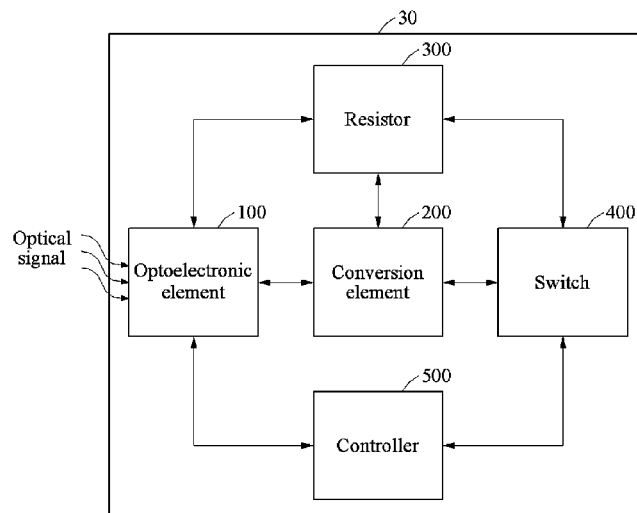 30
300
Resistor
100
200
400
Optical
signal
Optoelectronic
element
Conversion
element
Switch
500
Controller